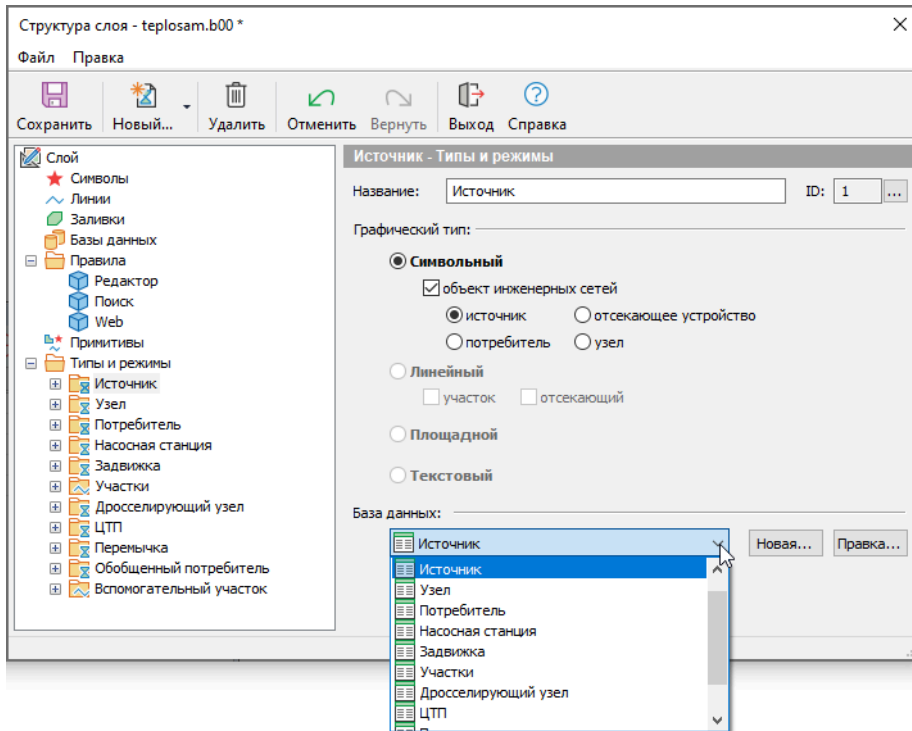 Структура слоя - teplosam.b00 *
Файл Правка
Сохранить Новый... Удалить Отменить Вернуть Выход Справка
Слой
Символы
Линии
Заливки
Базы данных
Правила
Редактор
Поиск
Web
Примитивы
Типы и режимы
Источник
Узел
Потребитель
Насосная станция
Задвижка
Участки
Дросселирующий узел
ЦТП
Перемычка
Обобщенный потребитель
Вспомогательный участок
Источник - Типы и режимы
Название: Источник ID: 1 ...
Графический тип:
Символьный
объект инженерных сетей
источник отсекающее устройство
потребитель узел
Линейный
участок отсекающий
Площадной
Текстовый
База данных:
Источник Новая... Правка...
Источник
Узел
Потребитель
Насосная станция
Задвижка
Участки
Дросселирующий узел
ЦТП